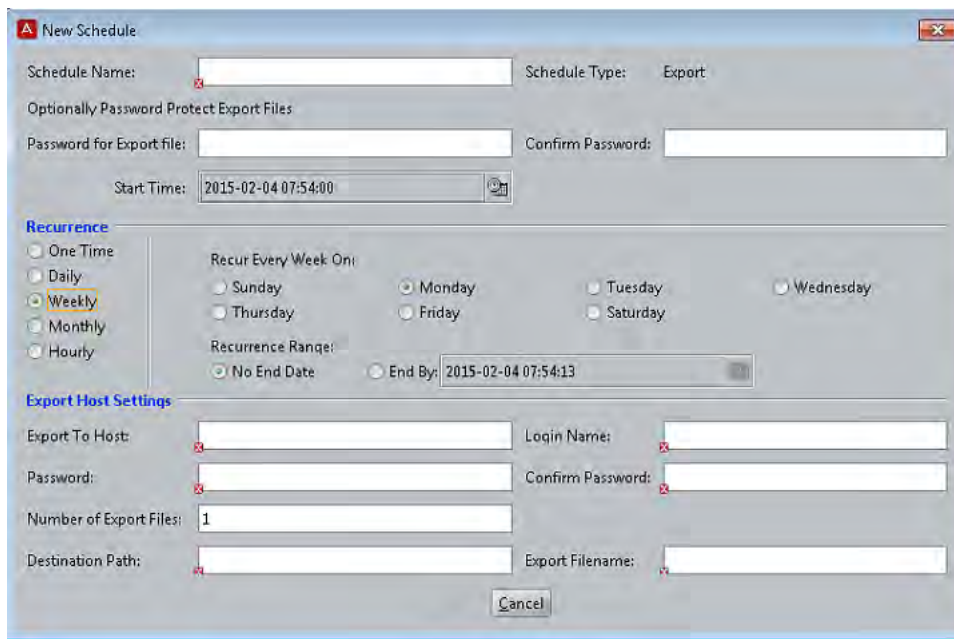 New Schedule
Schedule Name:
Schedule Type: Export
Optionally Password Protect Export Files
Password for Export file:
Confirm Password:
Start Time: 2015-02-04 07:54:00
Recurrence
One Time
Daily
Weekly
Monthly
Hourly
Recur Every Week On:
Sunday Monday Tuesday Wednesday
Thursday Friday Saturday
Recurrence Range:
No End Date End By: 2015-02-04 07:54:13
Export Host Settings
Export To Host:
Login Name:
Password:
Confirm Password:
Number of Export Files: 1
Destination Path:
Export Filename:
Cancel